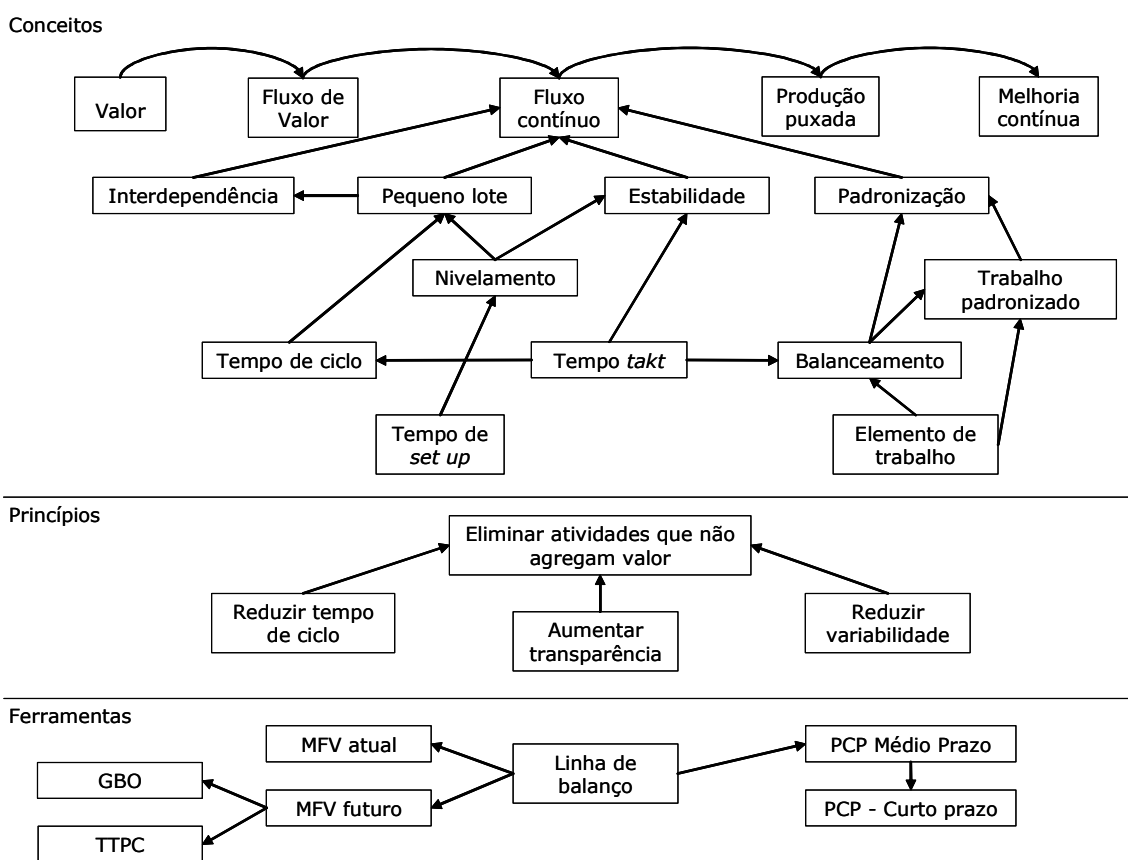 Conceitos
Valor
Fluxo de
Valor
Fluxo
contínuo
Produção
puxada
Melhoria
contínua
Interdependência
Pequeno lote
Estabilidade
Padronização
Nivelamento
Trabalho
padronizado
Tempo de ciclo
Tempo takt
Balanceamento
Tempo de
set up
Elemento de
trabalho
Princípios
Eliminar atividades que não
agregam valor
Reduzir tempo
de ciclo
Aumentar
transparência
Reduzir
variabilidade
Ferramentas
MFV atual
Linha de
balanço
PCP Médio Prazo
GBO
MFV futuro
PCP - Curto prazo
TTPC